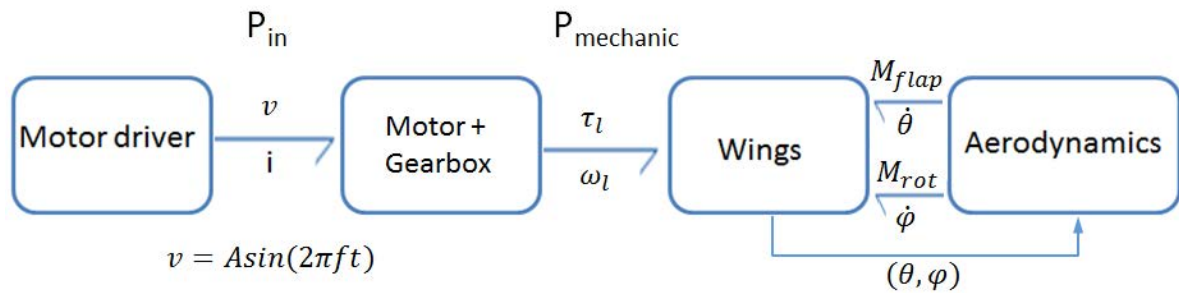 P_in
P_mechanic
Motor driver
v
i
Motor +
Gearbox
τ_l
ω_l
Wings
M_flap
θ̇
M_rot
φ̇
Aerodynamics
v = Asin(2πft)
(θ, φ)